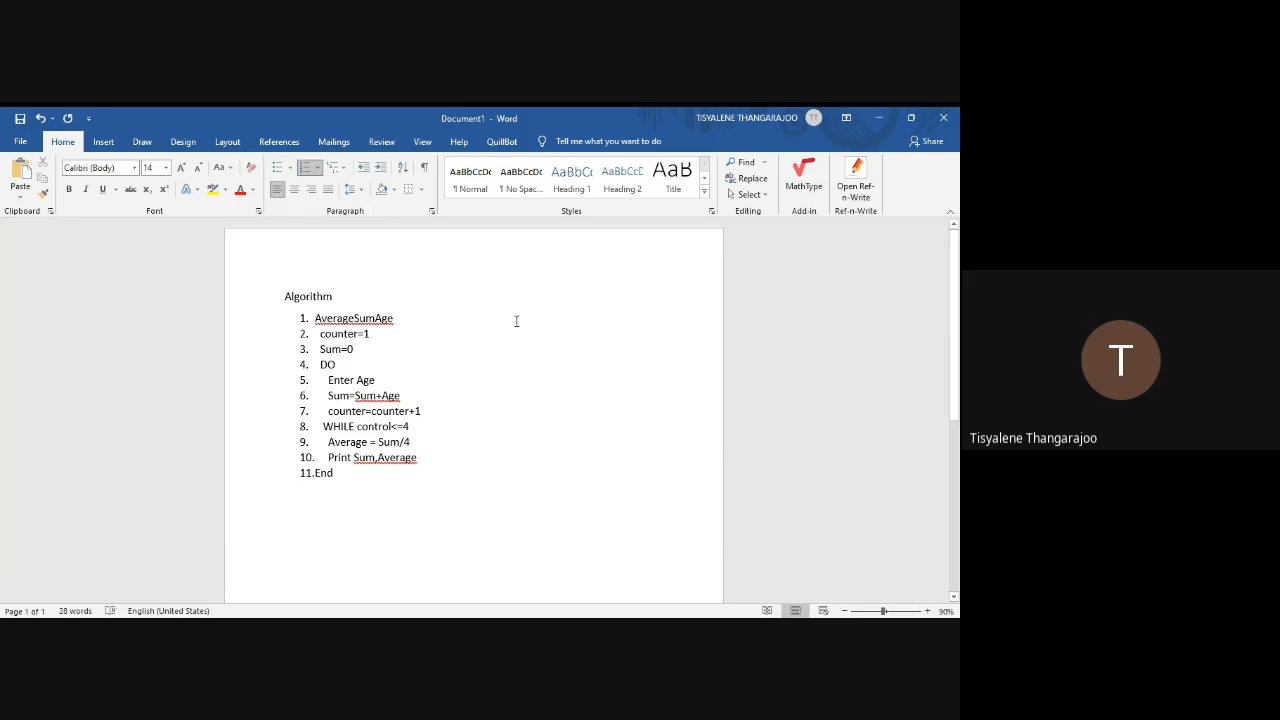 Document1 - Word
TISYALENE THANGARAJOO
TT
File
Home
Insert
Draw
Design
Layout
References
Mailings
Review
View
Help
QuillBot
Tell me what you want to do
Share
Paste
Clipboard
Calibri (Body)
14
Font
Paragraph
AaBbCcDc
¶ Normal
AaBbCcDc
¶ No Spac...
AaBbCc
Heading 1
AaBbCcE
Heading 2
AaB
Title
Styles
Find
Replace
Select
Editing
MathType
Add-in
Open Ref-n-Write
Ref-n-Write
Algorithm
1. AverageSumAge
2. counter=1
3. Sum=0
4. DO
5. Enter Age
6. Sum=Sum+Age
7. counter=counter+1
8. WHILE control<=4
9. Average = Sum/4
10. Print Sum,Average
11.End
Page 1 of 1
28 words
English (United States)
90%
T
Tisyalene Thangarajoo